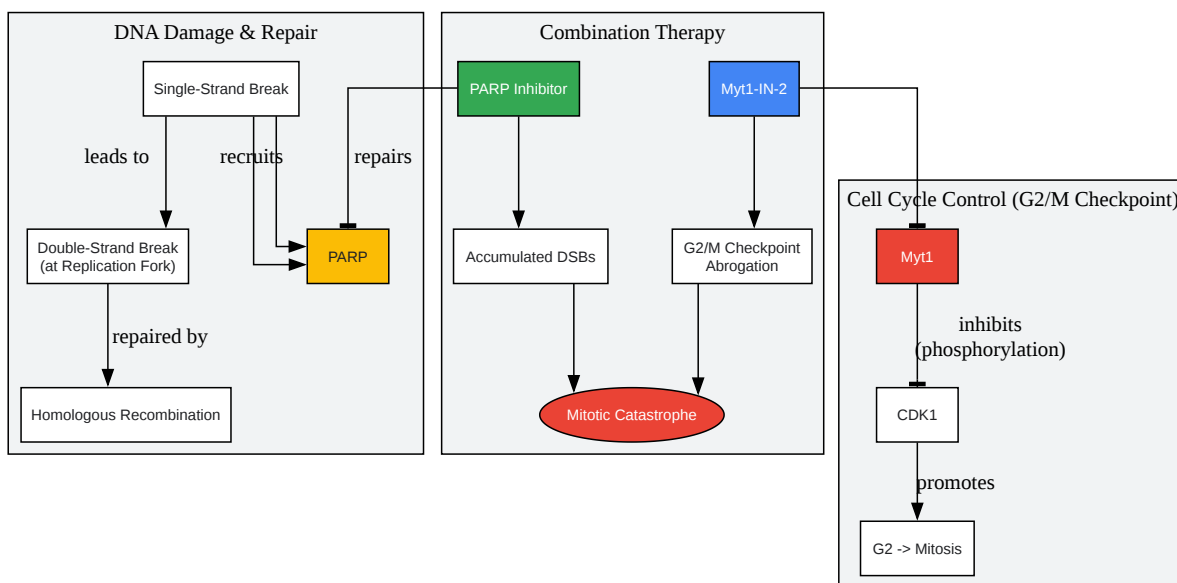 DNA Damage & Repair
Single-Strand Break
leads to
recruits
repairs
Double-Strand Break
(at Replication Fork)
PARP
repaired by
Homologous Recombination
Combination Therapy
PARP Inhibitor
Myt1-IN-2
Accumulated DSBs
G2/M Checkpoint
Abrogation
Mitotic Catastrophe
Cell Cycle Control (G2/M Checkpoint)
Myt1
inhibits
(phosphorylation)
CDK1
promotes
G2 -> Mitosis